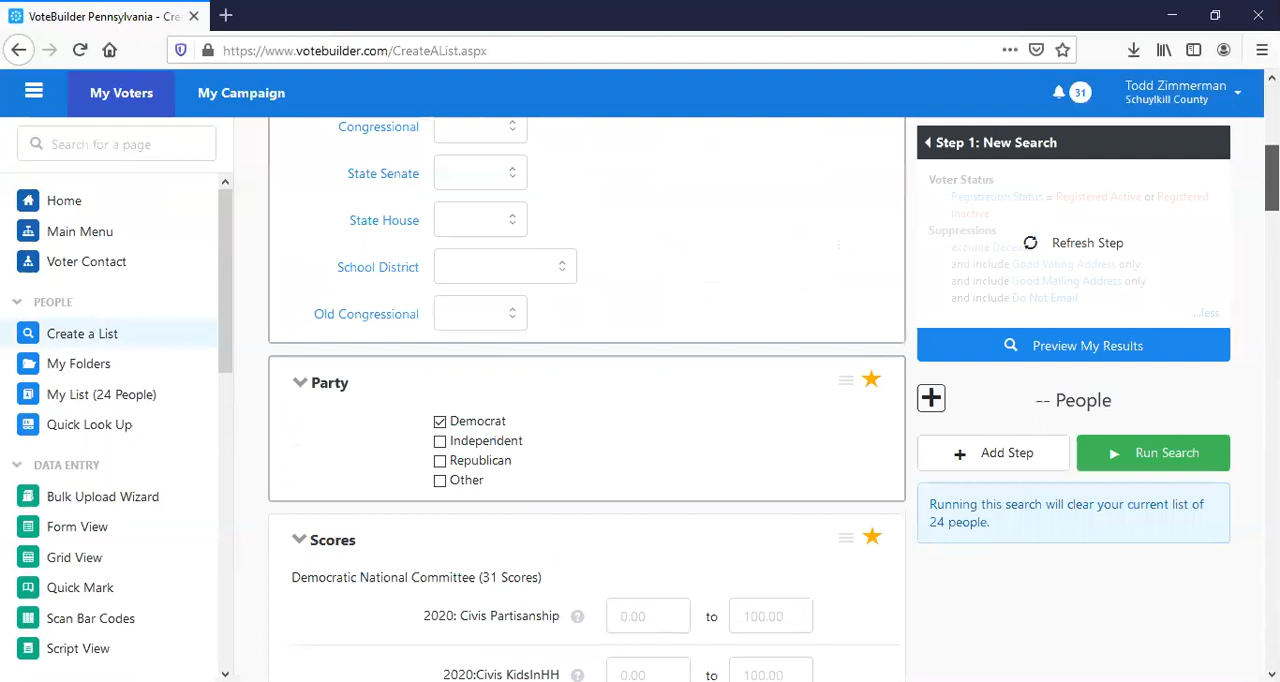 VoteBuilder Pennsylvania - Cre
https://www.votebuilder.com/CreateAList.aspx
My Voters
My Campaign
31
Todd Zimmerman
Schuylkill County
Search for a page
Home
Main Menu
Voter Contact
PEOPLE
Create a List
My Folders
My List (24 People)
Quick Look Up
DATA ENTRY
Bulk Upload Wizard
Form View
Grid View
Quick Mark
Scan Bar Codes
Script View
Congressional
State Senate
State House
School District
Old Congressional
Party
Democrat
Independent
Republican
Other
Scores
Democratic National Committee (31 Scores)
2020: Civis Partisanship ? 0.00 to 100.00
2020:Civis KidsInHH ? 0.00 to 100.00
Step 1: New Search
Voter Status
Registration Status = Registered Active or Registered
Inactive
Suppressions
exclude
Refresh Step
and include Good Voting Address only
and include Good Mailing Address only
and include Do Not Email
...less
Preview My Results
-- People
Add Step
Run Search
Running this search will clear your current list of
24 people.